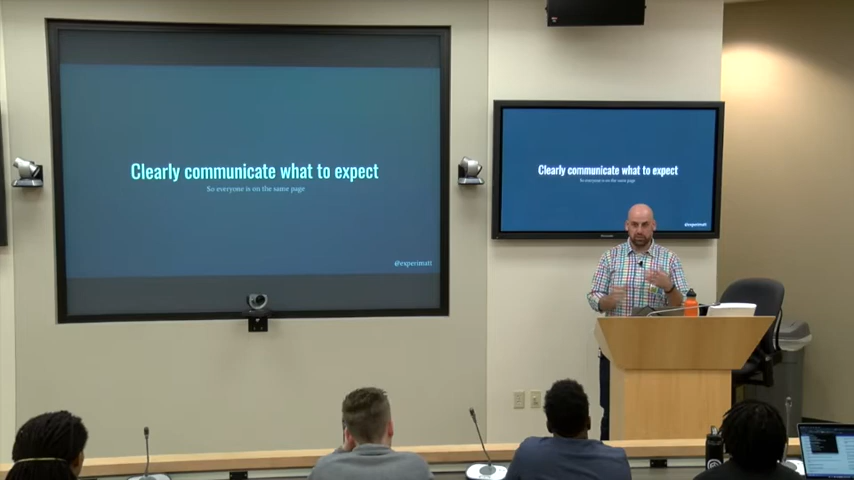 Clearly communicate what to expect
So everyone is on the same page
@experimatt
Clearly communicate what to expect
So everyone is on the same page
@experimatt